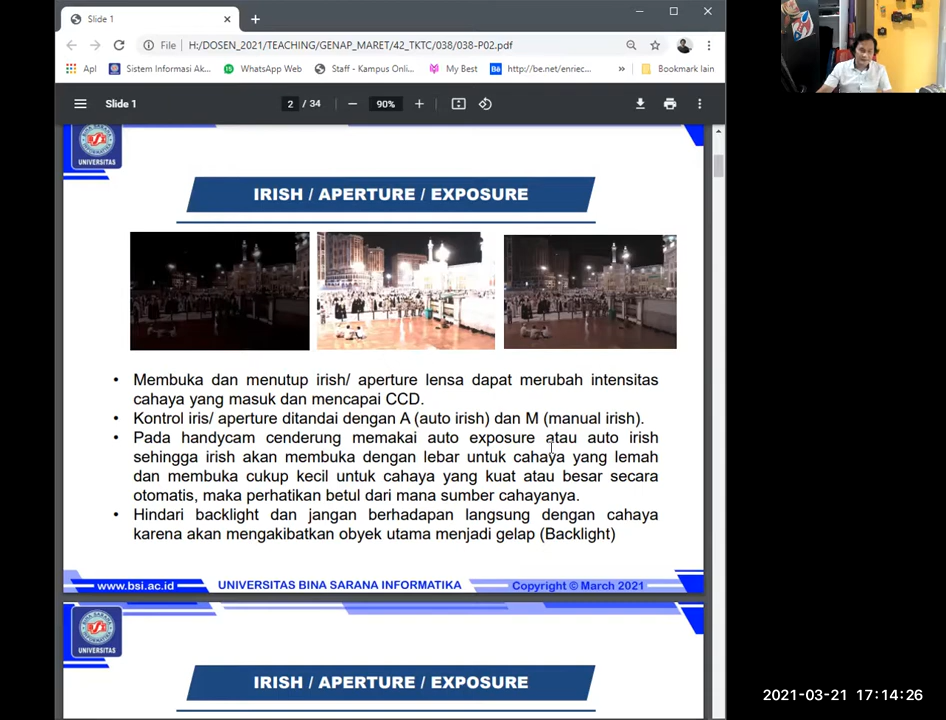 Slide 1
File
H:/DOSEN_2021/TEACHING/GENAP_MARET/42_TKTC/038/038-P02.pdf
Apl
Sistem Informasi Ak...
WhatsApp Web
Staff - Kampus Onli...
My Best
http://be.net/enriec...
»
Bookmark lain
Slide 1
2 / 34
90%
UNIVERSITAS
IRISH / APERTURE / EXPOSURE
• Membuka dan menutup irish/ aperture lensa dapat merubah intensitas
cahaya yang masuk dan mencapai CCD.
• Kontrol iris/ aperture ditandai dengan A (auto irish) dan M (manual irish).
• Pada handycam cenderung memakai auto exposure atau auto irish
sehingga irish akan membuka dengan lebar untuk cahaya yang lemah
dan membuka cukup kecil untuk cahaya yang kuat atau besar secara
otomatis, maka perhatikan betul dari mana sumber cahayanya.
• Hindari backlight dan jangan berhadapan langsung dengan cahaya
karena akan mengakibatkan obyek utama menjadi gelap (Backlight)
www.bsi.ac.id
UNIVERSITAS BINA SARANA INFORMATIKA
Copyright © March 2021
UNIVERSITAS
IRISH / APERTURE / EXPOSURE
2021-03-21 17:14:26